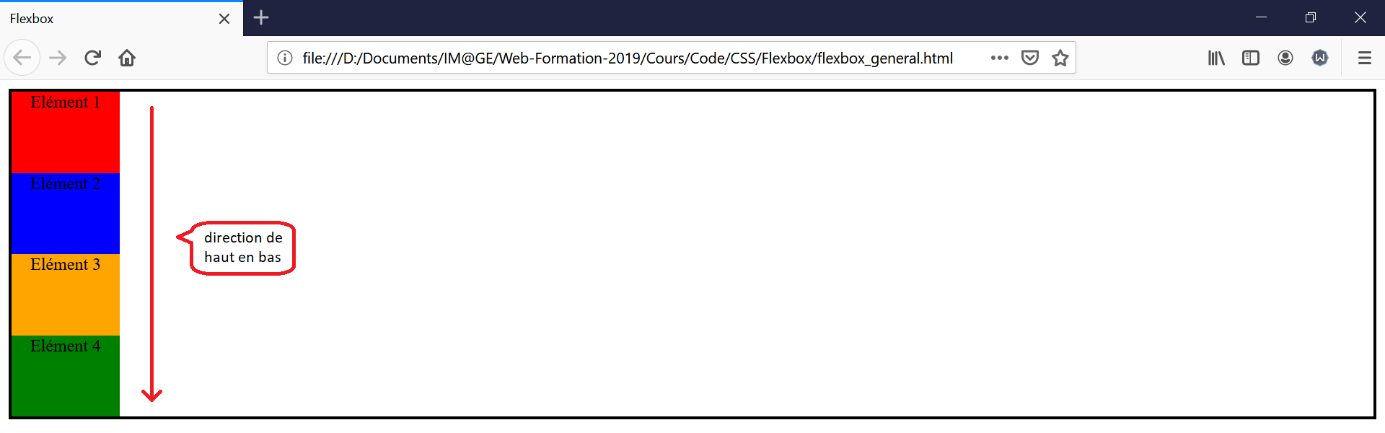 Flexbox
file:///D:/Documents/IM@GE/Web-Formation-2019/Cours/Code/CSS/Flexbox/flexbox_general.html
Elément 1
Elément 2
direction de
haut en bas
Elément 3
Elément 4